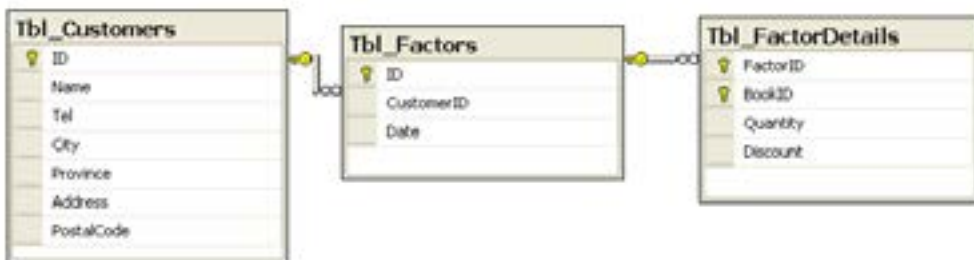 Tbl_Customers
ID
Name
Tel
City
Province
Address
PostalCode
Tbl_Factors
ID
CustomerID
Date
Tbl_FactorDetails
FactorID
BookID
Quantity
Discount